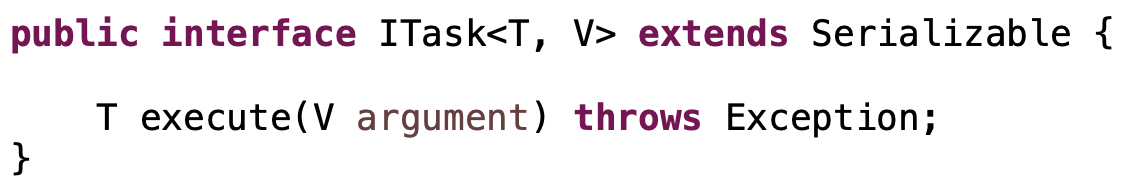 public interface ITask<T, V> extends Serializable {
    T execute(V argument) throws Exception;
}